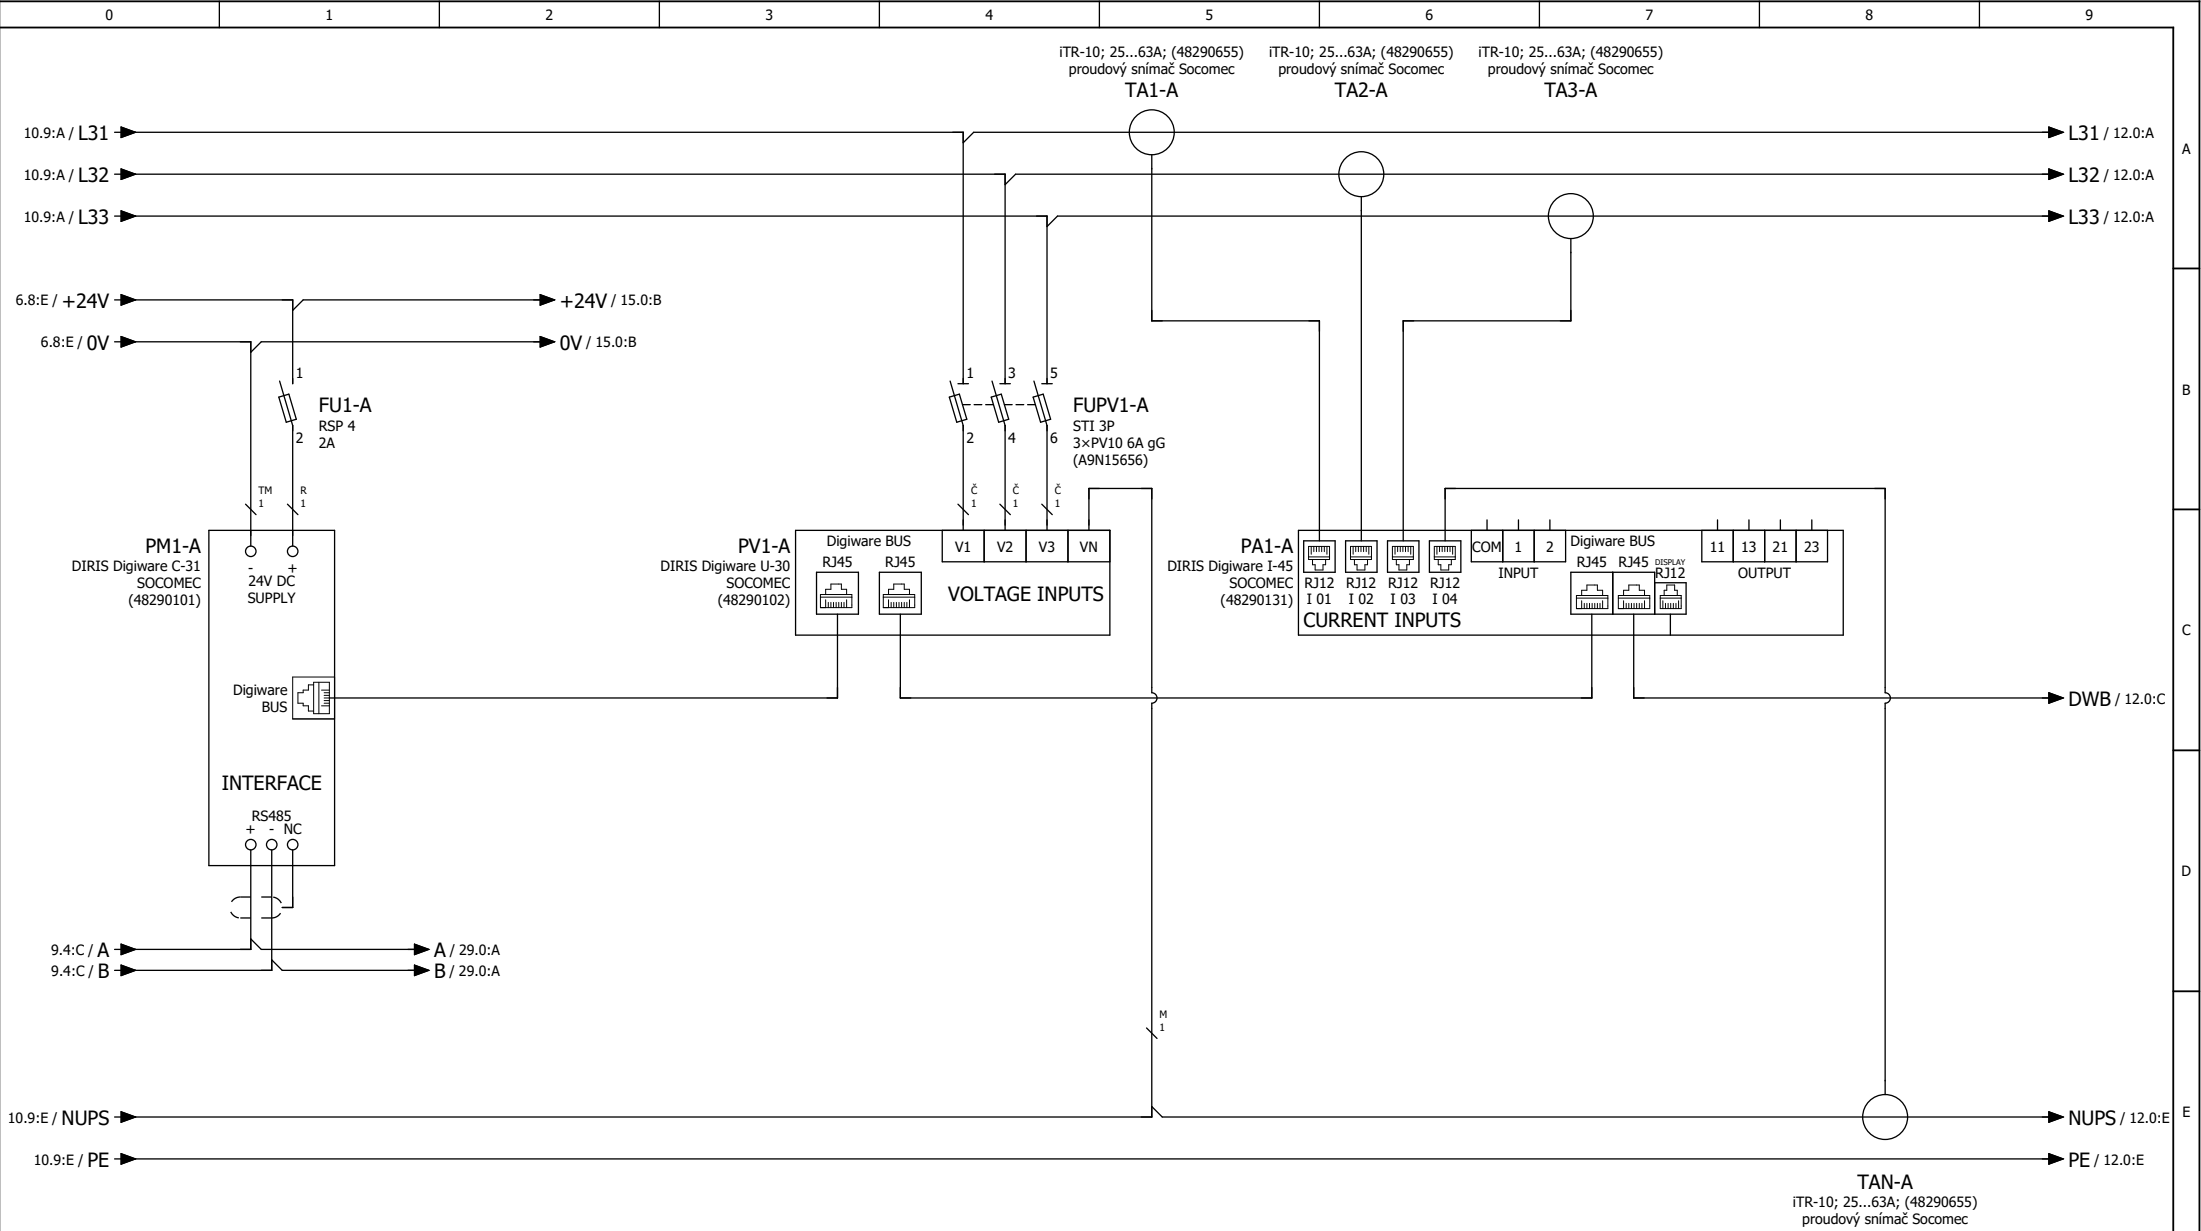 0 1 2 3 4 5 6 7 8 9
iTR-10; 25...63A; (48290655)
proudový snímač Socomec
TA1-A
iTR-10; 25...63A; (48290655)
proudový snímač Socomec
TA2-A
iTR-10; 25...63A; (48290655)
proudový snímač Socomec
TA3-A
10.9:A / L31
L31 / 12.0:A
A
10.9:A / L32
L32 / 12.0:A
10.9:A / L33
L33 / 12.0:A
6.8:E / +24V
+24V / 15.0:B
6.8:E / 0V
0V / 15.0:B
B
1
2
FU1-A
RSP 4
2A
1 3 5
2 4 6
FUPV1-A
STI 3P
3×PV10 6A gG
(A9N15656)
TM
1
R
1
Č
1
Č
1
Č
1
PM1-A
DIRIS Digiware C-31
SOCOMEC
(48290101)
- +
24V DC
SUPPLY
Digiware
BUS
INTERFACE
RS485
+ - NC
PV1-A
DIRIS Digiware U-30
SOCOMEC
(48290102)
Digiware BUS
RJ45 RJ45
V1 V2 V3 VN
VOLTAGE INPUTS
PA1-A
DIRIS Digiware I-45
SOCOMEC
(48290131)
RJ12 RJ12 RJ12 RJ12
I 01 I 02 I 03 I 04
CURRENT INPUTS
COM 1 2
INPUT
Digiware BUS
RJ45 RJ45
DISPLAY
RJ12
11 13 21 23
OUTPUT
C
DWB / 12.0:C
D
9.4:C / A
A / 29.0:A
9.4:C / B
B / 29.0:A
M
1
10.9:E / NUPS
NUPS / 12.0:E
E
10.9:E / PE
PE / 12.0:E
TAN-A
iTR-10; 25...63A; (48290655)
proudový snímač Socomec